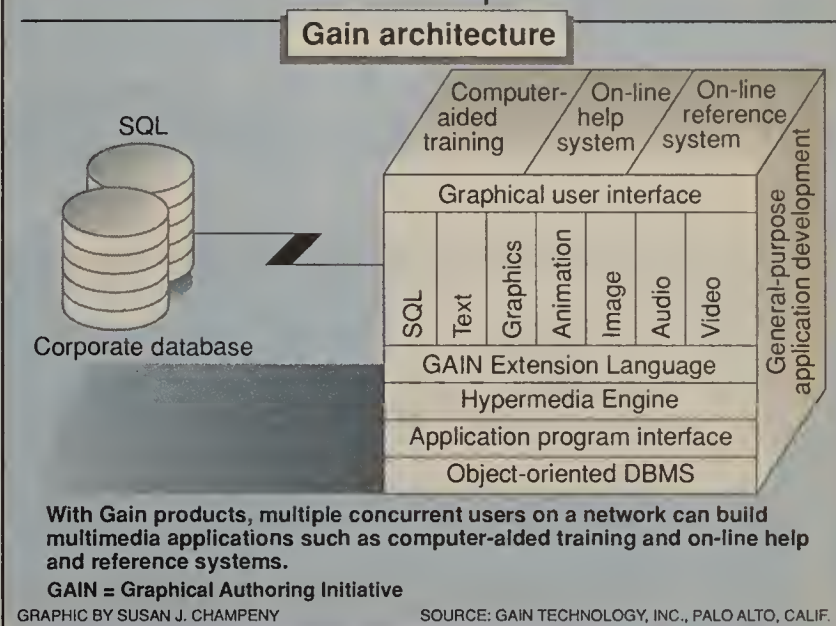 Gain architecture
SQL
Corporate database
Computer-
aided
training
On-line
help
system
On-line
reference
system
General-purpose
application development
Graphical user interface
SQL
Text
Graphics
Animation
Image
Audio
Video
GAIN Extension Language
Hypermedia Engine
Application program interface
Object-oriented DBMS
With Gain products, multiple concurrent users on a network can build
multimedia applications such as computer-aided training and on-line help
and reference systems.
GAIN = Graphical Authoring Initiative
GRAPHIC BY SUSAN J. CHAMPENY
SOURCE: GAIN TECHNOLOGY, INC., PALO ALTO, CALIF.